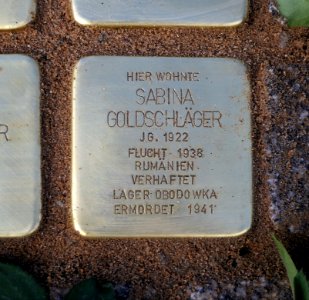 HIER WOHNTE
SABINA
GOLDSCHLÄGER
JG. 1922
FLUCHT 1938
RUMÄNIEN
VERHAFTET
LAGER OBODOWKA
ERMORDET 1941
R